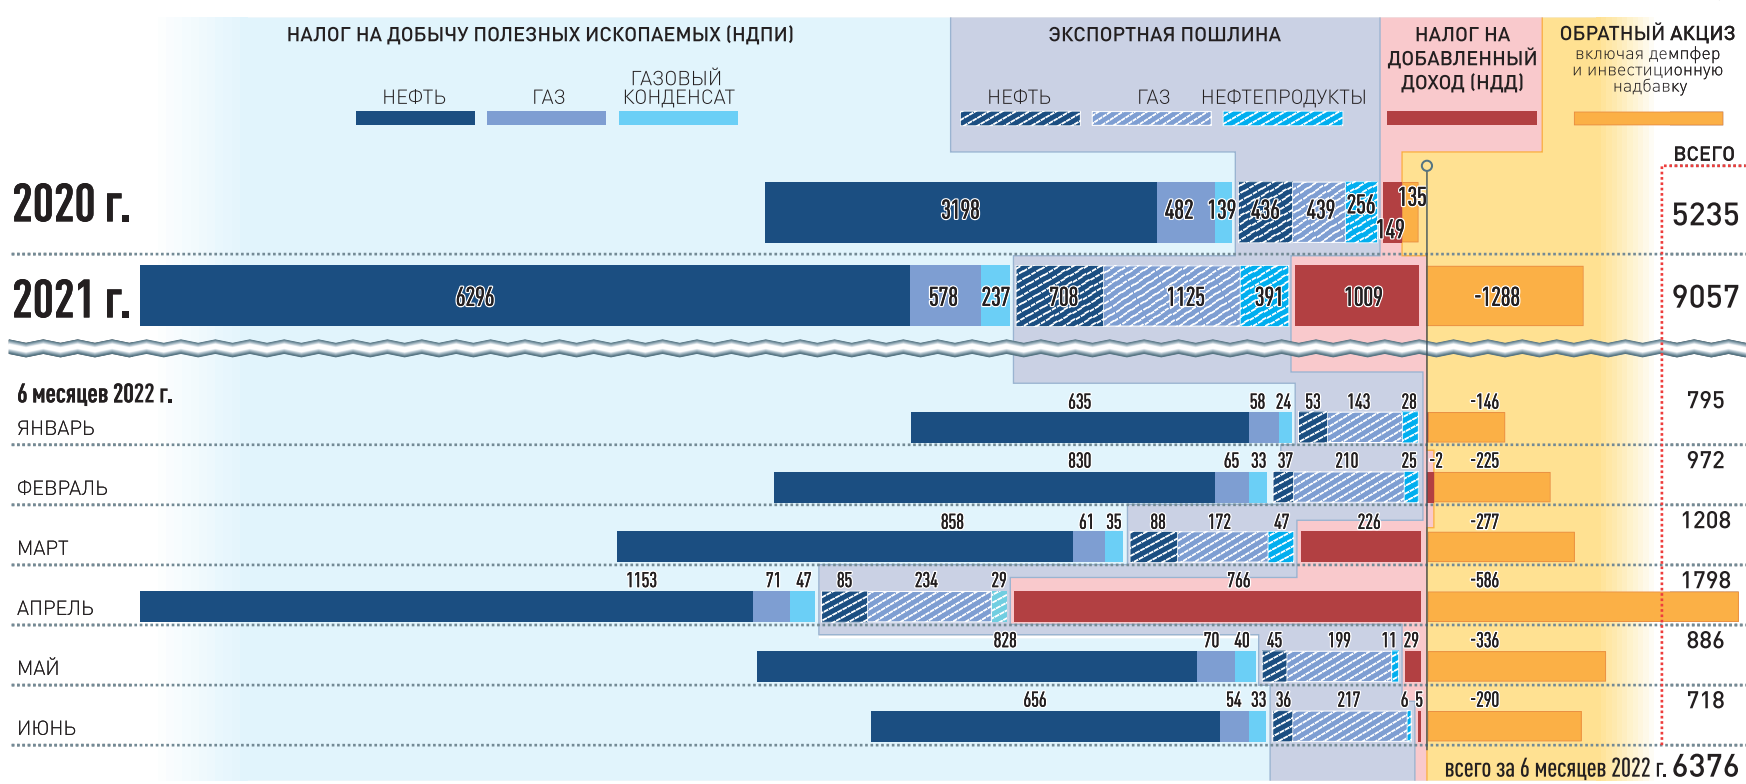 НАЛОГ НА ДОБЫЧУ ПОЛЕЗНЫХ ИСКОПАЕМЫХ (НДПИ)
НЕФТЬ
ГАЗ
ГАЗОВЫЙ
КОНДЕНСАТ
ЭКСПОРТНАЯ ПОШЛИНА
НЕФТЬ
ГАЗ
НЕФТЕПРОДУКТЫ
НАЛОГ НА
ДОБАВЛЕННЫЙ
ДОХОД (НДД)
ОБРАТНЫЙ АКЦИЗ
включая демпфер
и инвестиционную
надбавку
ВСЕГО
2020 г.
3198
482
139
436
439
256
149
135
5235
2021 г.
6296
578
237
708
1125
391
1009
-1288
9057
6 месяцев 2022 г.
ЯНВАРЬ
635
58
24
53
143
28
-146
795
ФЕВРАЛЬ
830
65
33
37
210
25
-2
-225
972
МАРТ
858
61
35
88
172
47
226
-277
1208
АПРЕЛЬ
1153
71
47
85
234
29
766
-586
1798
МАЙ
828
70
40
45
199
11
29
-336
886
ИЮНЬ
656
54
33
36
217
6
5
-290
718
всего за 6 месяцев 2022 г. 6376